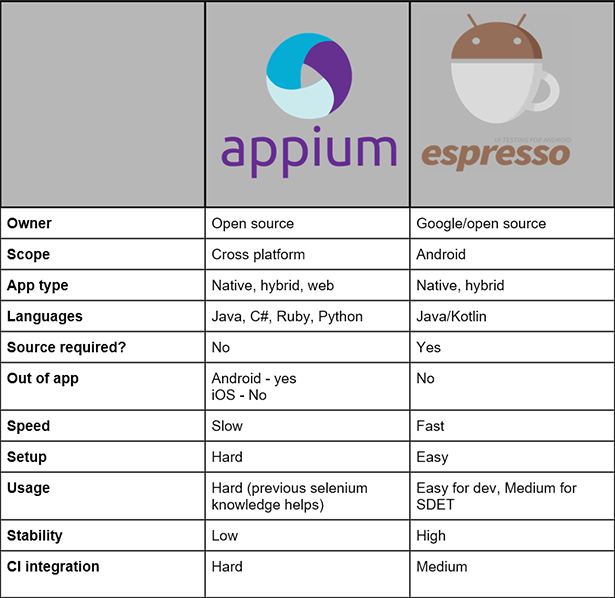 appium
UI TESTING FOR ANDROID
espresso
Owner Open source Google/open source
Scope Cross platform Android
App type Native, hybrid, web Native, hybrid
Languages Java, C#, Ruby, Python Java/Kotlin
Source required? No Yes
Out of app Android - yes No
iOS - No
Speed Slow Fast
Setup Hard Easy
Usage Hard (previous selenium Easy for dev, Medium for
knowledge helps) SDET
Stability Low High
CI integration Hard Medium